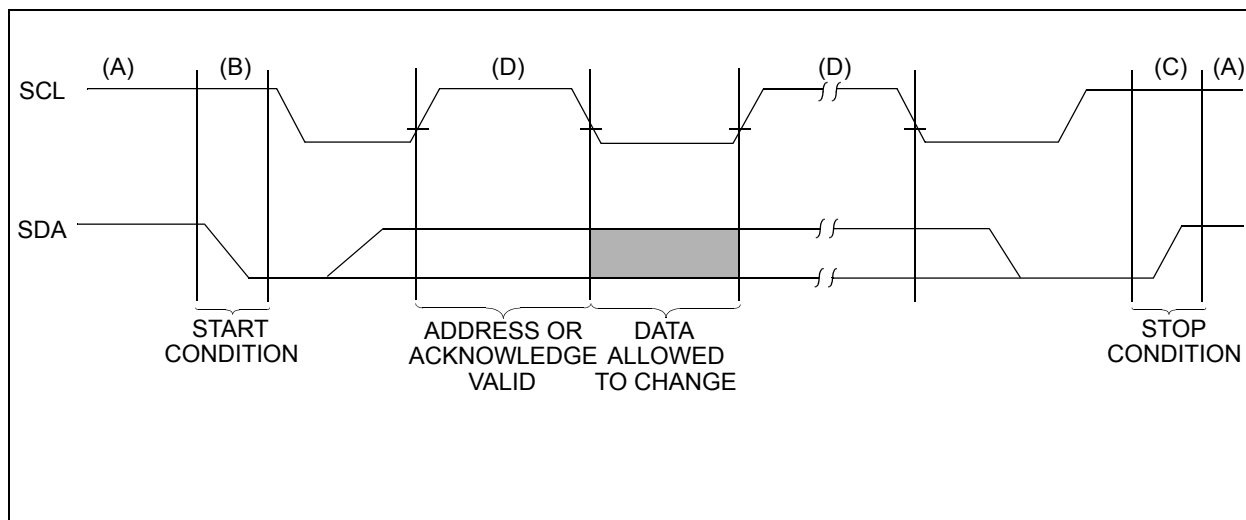 (A) (B) (D) (D) (C) (A)
SCL
SDA
START
CONDITION
ADDRESS OR
ACKNOWLEDGE
VALID
DATA
ALLOWED
TO CHANGE
STOP
CONDITION